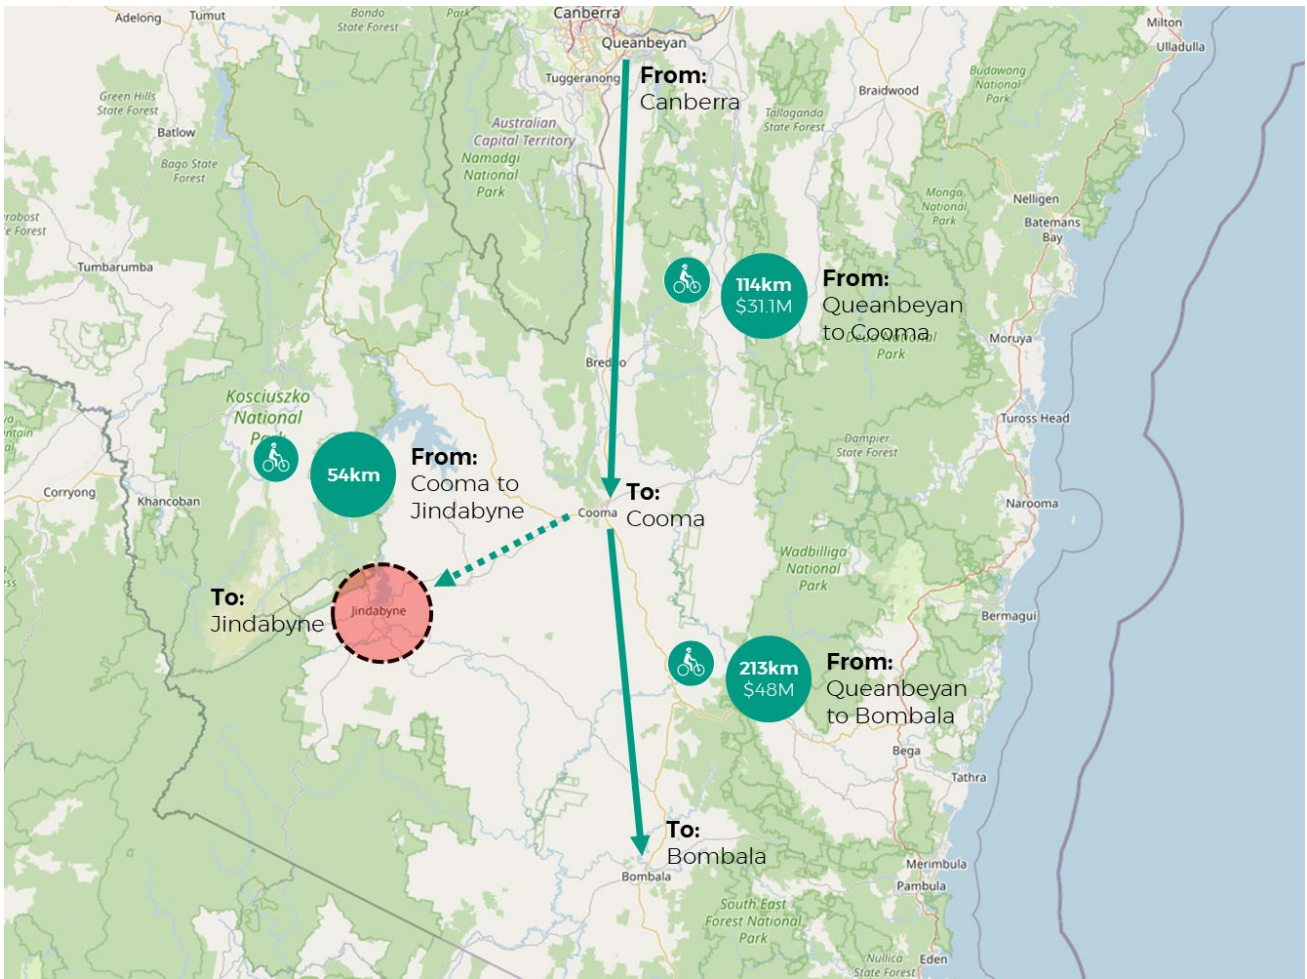 Adelong
Tumut
Bondo
State Forest
Park
Canberra
Queanbeyan
Tuggeranong
Milton
Ulladulla
From:
Canberra
Budawang
National
Park
Braidwood
Green Hills
State Forest
Batlow
Bago State
Forest
Australian
Capital Territory
Namadgi
National
Park
Tallaganda
State Forest
Monga
National
Park
Nelligen
Batemans
Bay
Tumbarumba
114km
$31.1M
From:
Queanbeyan
to Cooma
Deua National
Park
Moruya
Kosciuszko
National
Park
Tuross Head
Dampier
State Forest
54km
From:
Cooma to
Jindabyne
Corryong
Khancoban
Cooma
To:
Cooma
Narooma
Wadbilliga
National
Park
To:
Jindabyne
Jindabyne
Bermagui
213km
$48M
From:
Queanbeyan
to Bombala
Bega
Tathra
To:
Bombala
Bombala
Merimbula
Pambula
South East
Forest National
Park
Nullica
State Forest
Eden